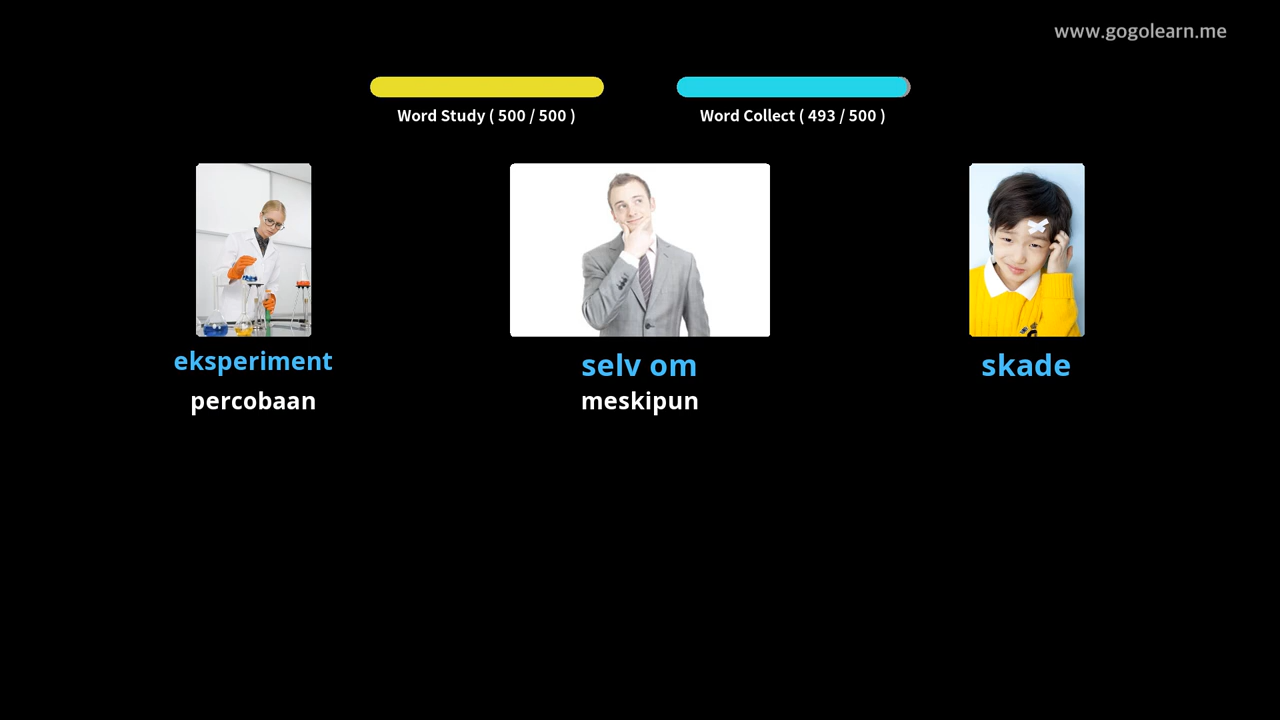 www.gogolearn.me
Word Study ( 500 / 500 )
Word Collect ( 493 / 500 )
eksperiment
percobaan
selv om
meskipun
skade